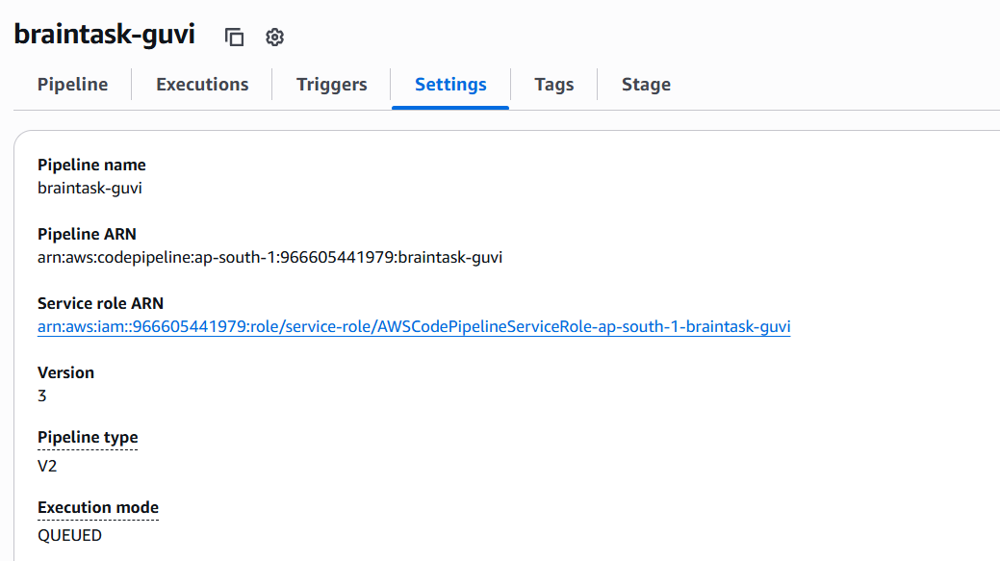 braintask-guvi
Pipeline Executions Triggers Settings Tags Stage
Pipeline name
braintask-guvi
Pipeline ARN
arn:aws:codepipeline:ap-south-1:966605441979:braintask-guvi
Service role ARN
arn:aws:iam::966605441979:role/service-role/AWSCodePipelineServiceRole-ap-south-1-braintask-guvi
Version
3
Pipeline type
V2
Execution mode
QUEUED